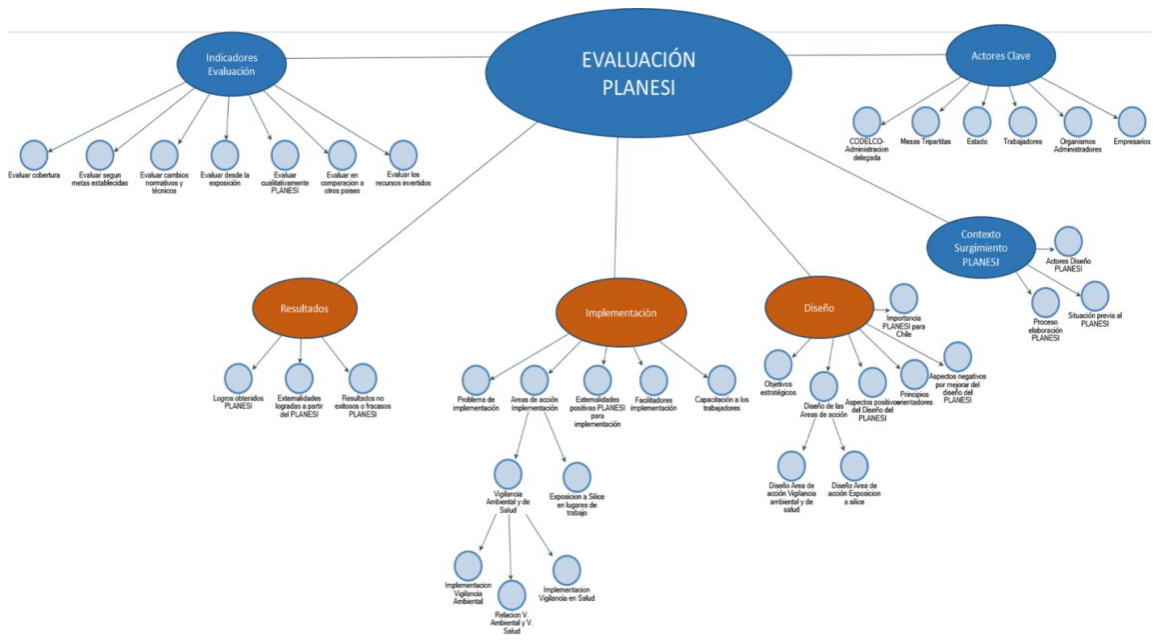 EVALUACIÓN
PLANESI
Indicadores
Evaluación
Evaluar cobertura
Evaluar segun
metas establecidas
Evaluar cambios
normativos y
técnicos
Evaluar desde la
exposición
Evaluar
cualitativamente
PLANESI
Evaluar en
comparacion a
otros paises
Evaluar los
recursos invertidos
Actores Clave
CODELCO-
Administracion
delegada
Mesas Tripartitas
Estado
Trabajadores
Organismos
Administradores
Empresarios
Contexto
Surgimiento
PLANESI
Actores Diseño
PLANESI
Proceso
elaboración
PLANESI
Situación previa al
PLANESI
Resultados
Logros obtenidos
PLANESI
Externalidades
logradas a partir
del PLANESI
Resultados no
exitosos o fracasos
PLANESI
Implementaciòn
Problema de
implementación
Areas de acción
Implementación
Externalidades
positivas PLANESI
para
implementación
Facilitadores
implementación
Capacitación a los
trabajadores
Vigilancia
Ambiental y de
Salud
Exposicion a Silice
en lugares de
trabajo
Implementacion
Vigilancia
Ambiental
Relacion V.
Ambiental y V.
Salud
Implementacion
Vigilancia en Salud
Diseño
Importancia
PLANESI para
Chile
Objetivos
estratégicos
Diseño de las
Areas de acción
Aspectos positivos
del Diseño del
PLANESI
Principios
orientadores
Aspectos negativos
por mejorar del
diseño del
PLANESI
Diseño Area de
acción Vigilancia
ambiental y de
salud
Diseño Area de
acción Exposicion
a silice